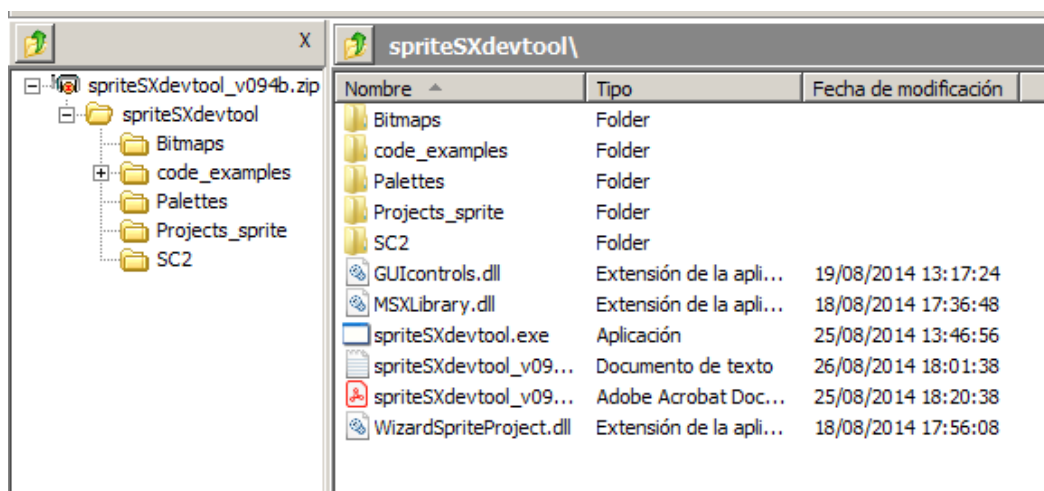 X
spriteSXdevtool\
spriteSXdevtool_v094b.zip
spriteSXdevtool
Bitmaps
code_examples
Palettes
Projects_sprite
SC2
Nombre Tipo Fecha de modificación
Bitmaps Folder
code_examples Folder
Palettes Folder
Projects_sprite Folder
SC2 Folder
GUIcontrols.dll Extensión de la apli... 19/08/2014 13:17:24
MSXLibrary.dll Extensión de la apli... 18/08/2014 17:36:48
spriteSXdevtool.exe Aplicación 25/08/2014 13:46:56
spriteSXdevtool_v09... Documento de texto 26/08/2014 18:01:38
spriteSXdevtool_v09... Adobe Acrobat Doc... 25/08/2014 18:20:38
WizardSpriteProject.dll Extensión de la apli... 18/08/2014 17:56:08